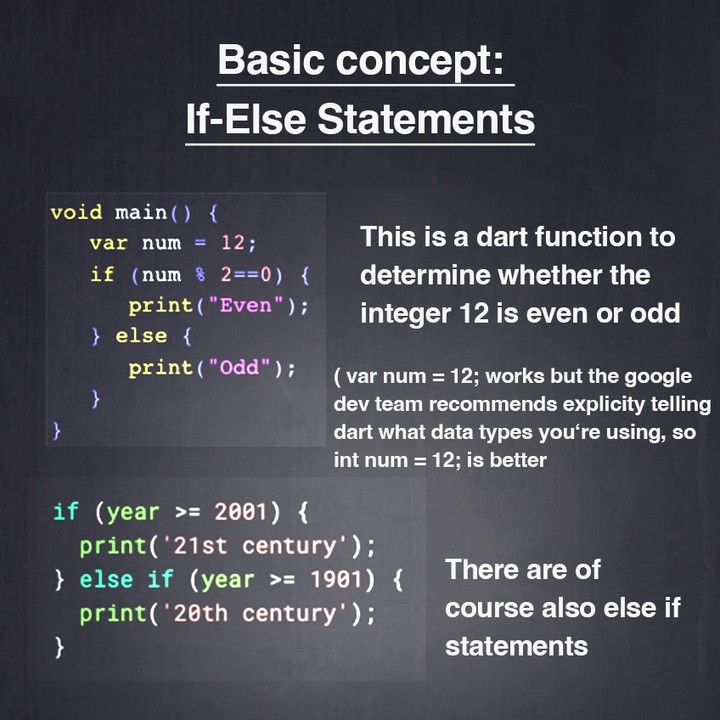 Basic concept:
If-Else Statements
void main() {
   var num = 12;
   if (num % 2==0) {
      print("Even");
   } else {
      print("Odd");
   }
}
This is a dart function to
determine whether the
integer 12 is even or odd
( var num = 12; works but the google
dev team recommends explicity telling
dart what data types you‘re using, so
int num = 12; is better
if (year >= 2001) {
  print('21st century');
} else if (year >= 1901) {
  print('20th century');
}
There are of
course also else if
statements